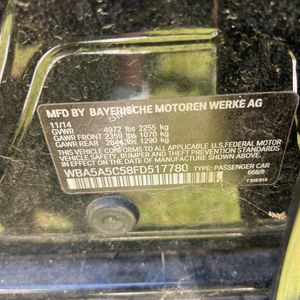 MFD BY BAYERISCHE MOTOREN WERKE AG
11/14
GVWR 4972 lbs 2255 kg
GAWR FRONT 2359 lbs 1070 kg
GAWR REAR 2844 lbs 1290 kg
THIS VEHICLE CONFORMS TO ALL APPLICABLE U.S. FEDERAL MOTOR
VEHICLE SAFETY, BUMPER, AND THEFT PREVENTION STANDARDS
IN EFFECT ON THE DATE OF MANUFACTURE SHOWN ABOVE.
WBA5A5C58FD517780 TYPE: PASSENGER CAR
668/9